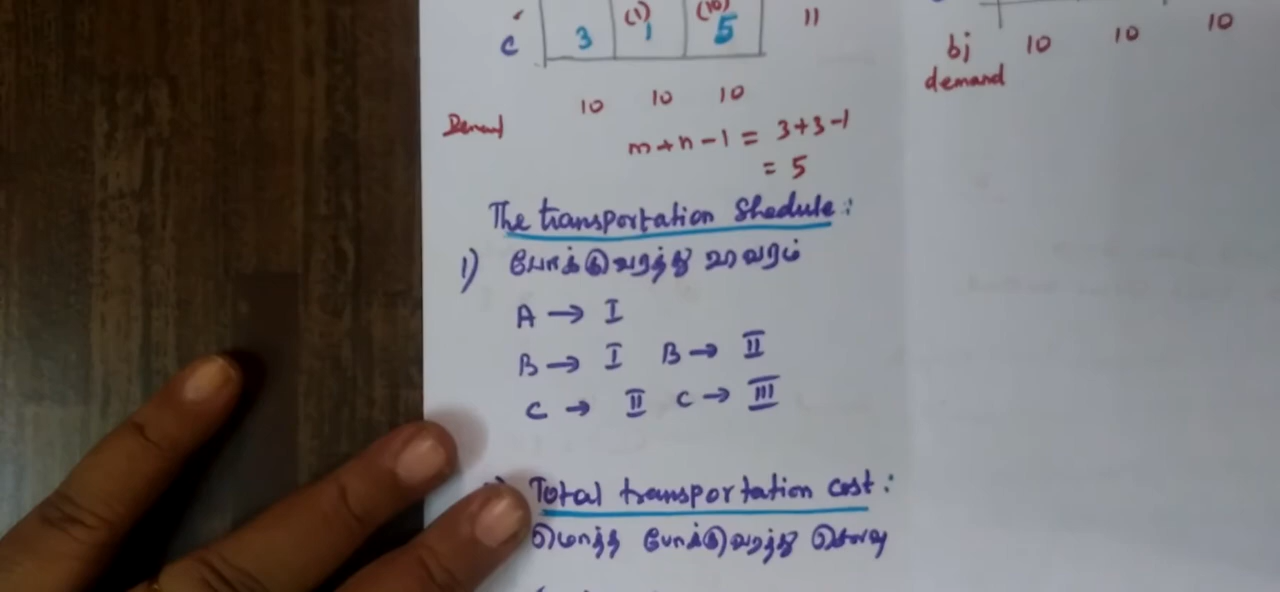 (1) (10)
C 3 1 5 11
10 10 10
Demand
m+n-1 = 3+3-1
= 5
The transportation Shedule:
1) போக்குவரத்து விவரம்
A → I
B → I B → II
C → II C → III
Total transportation cost:
மொத்த போக்குவரத்து செலவு
bj 10 10 10
demand